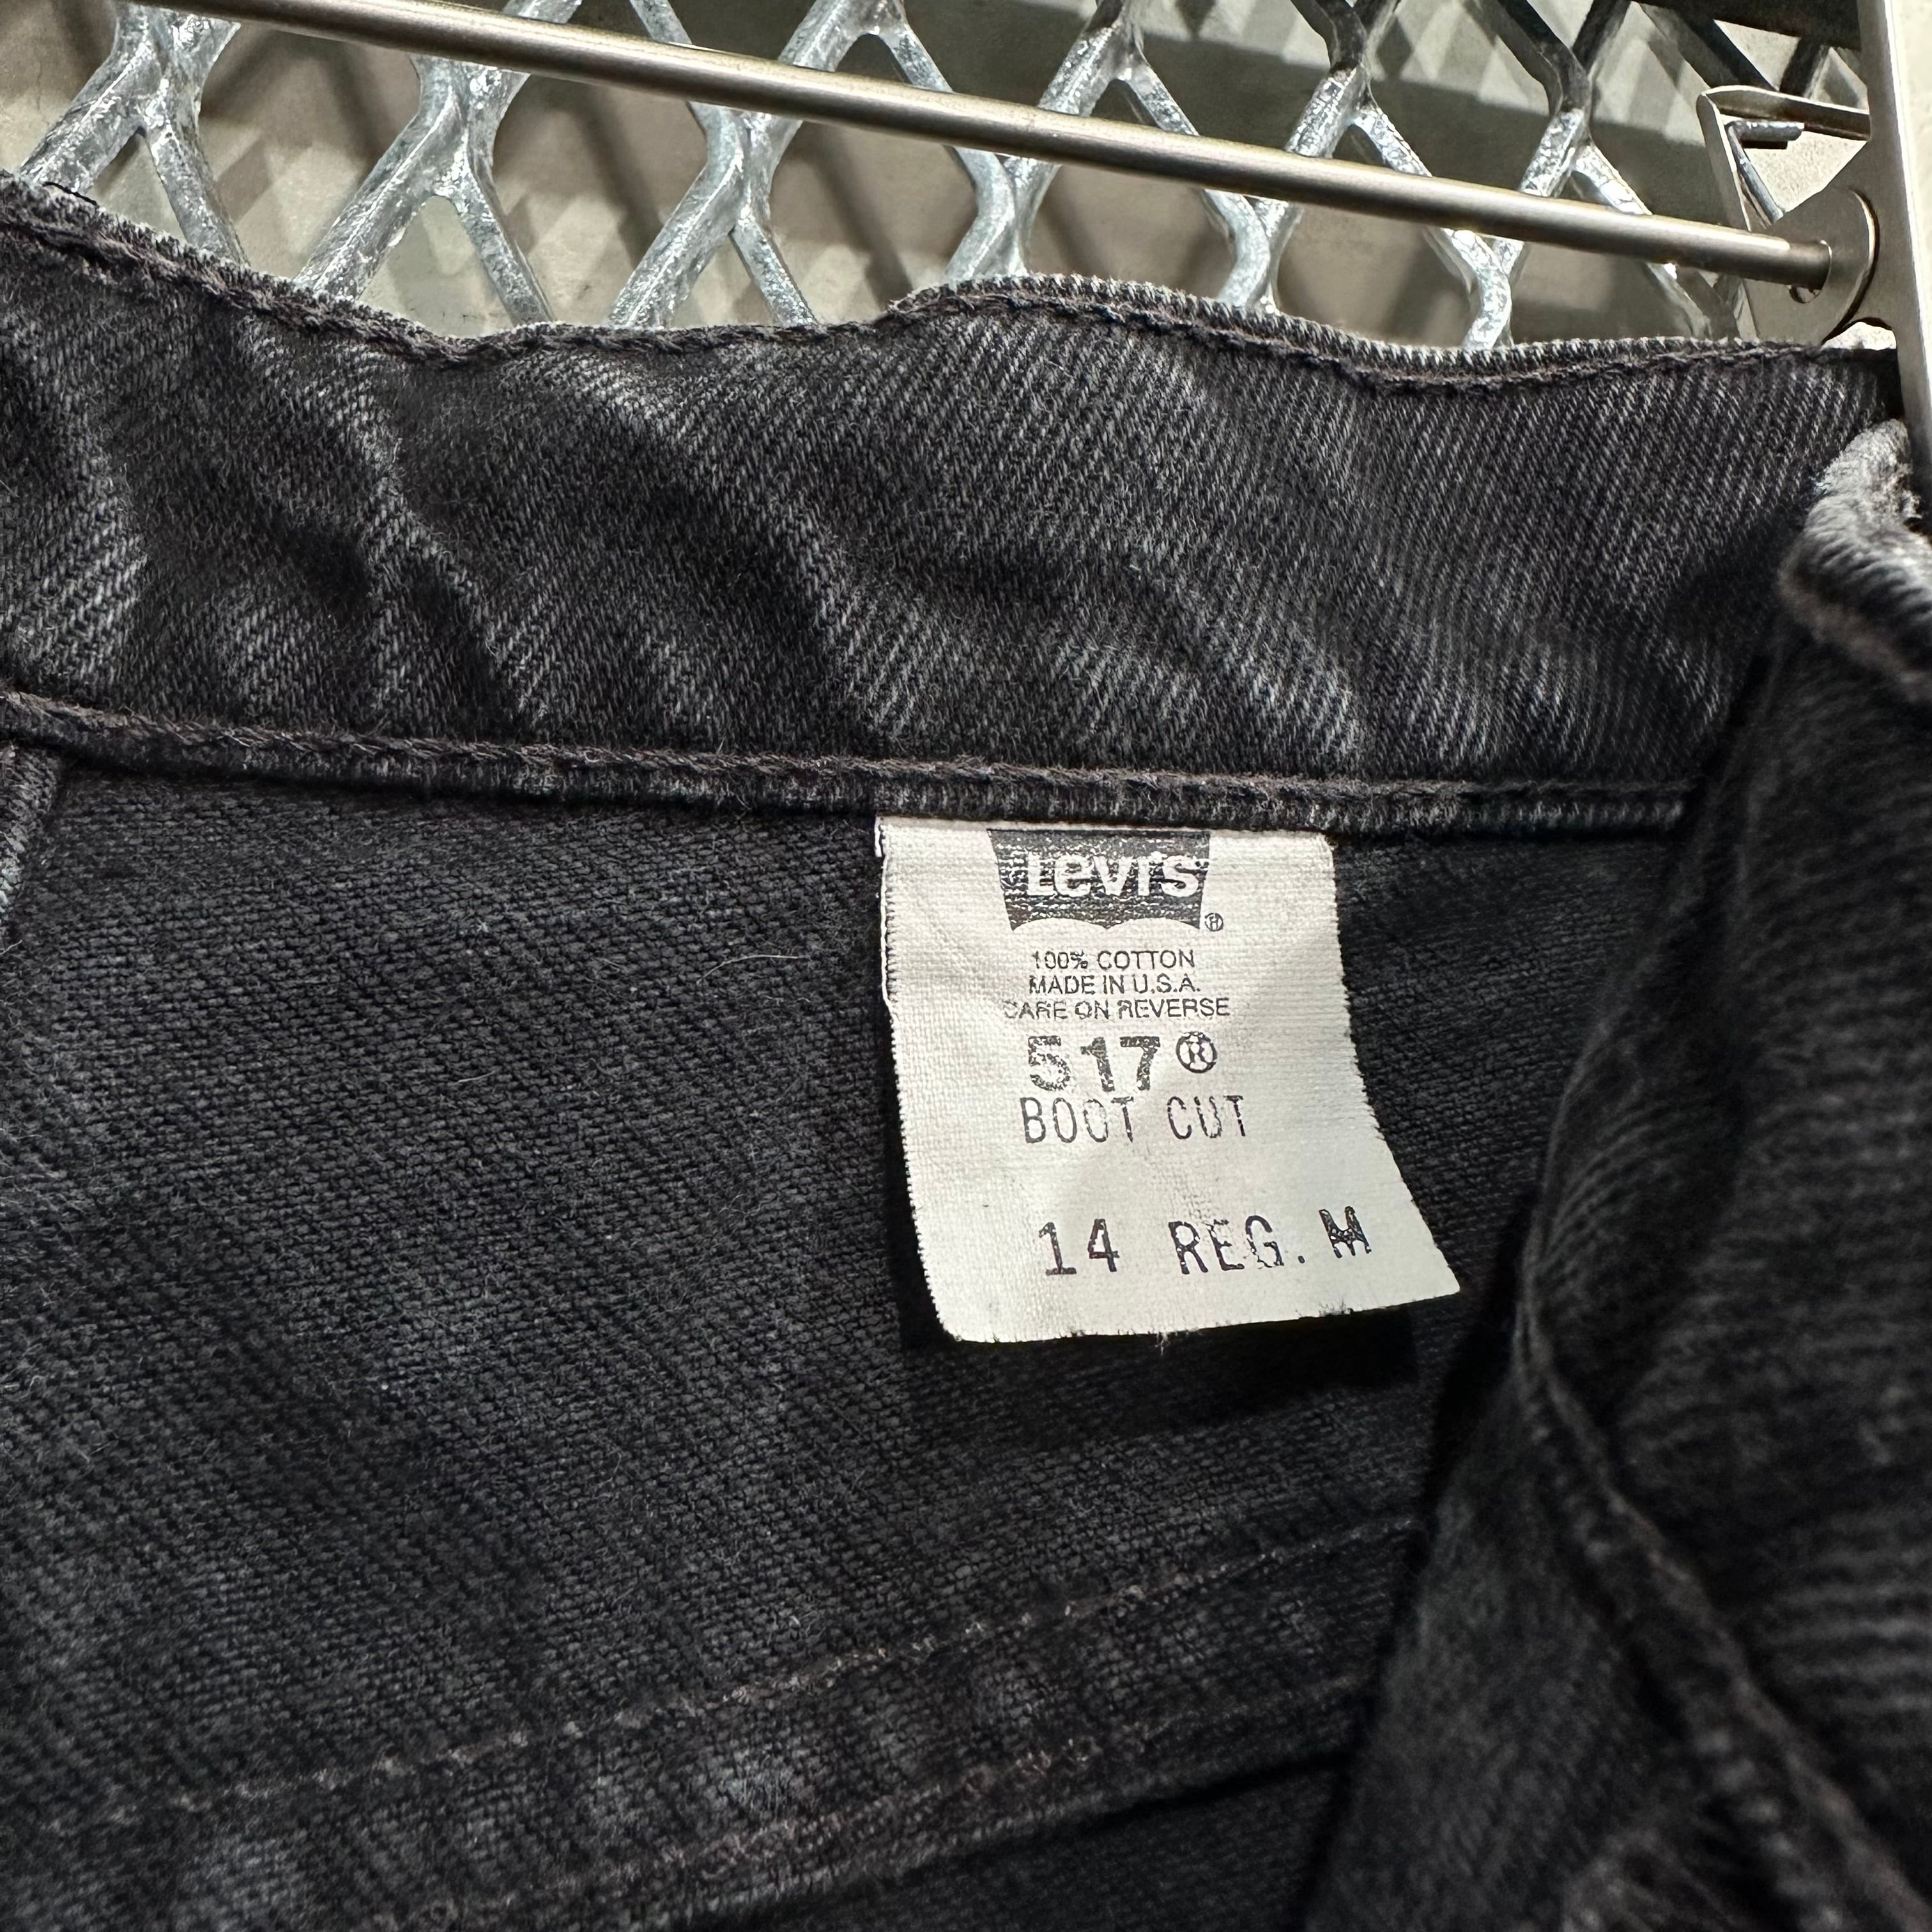 Levi's ®
100% COTTON
MADE IN U.S.A.
CARE ON REVERSE
517®
BOOT CUT
14 REG. M